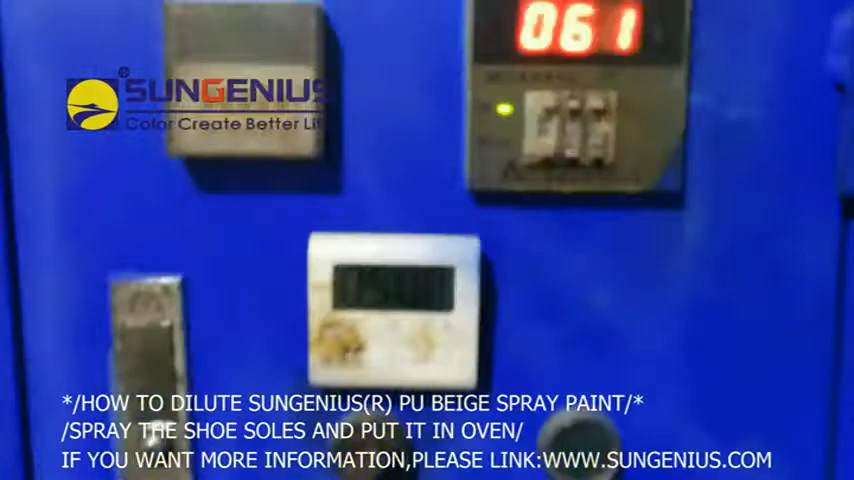 061
® SUNGENIUS
Color Create Better Li
*/HOW TO DILUTE SUNGENIUS(R) PU BEIGE SPRAY PAINT/*
/SPRAY THE SHOE SOLES AND PUT IT IN OVEN/
IF YOU WANT MORE INFORMATION,PLEASE LINK:WWW.SUNGENIUS.COM